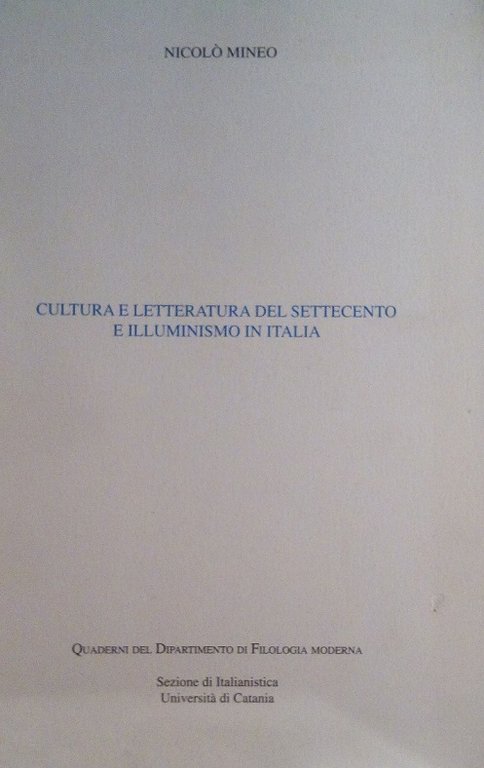 NICOLÒ MINEO
CULTURA E LETTERATURA DEL SETTECENTO
E ILLUMINISMO IN ITALIA
QUADERNI DEL DIPARTIMENTO DI FILOLOGIA MODERNA
Sezione di Italianistica
Università di Catania